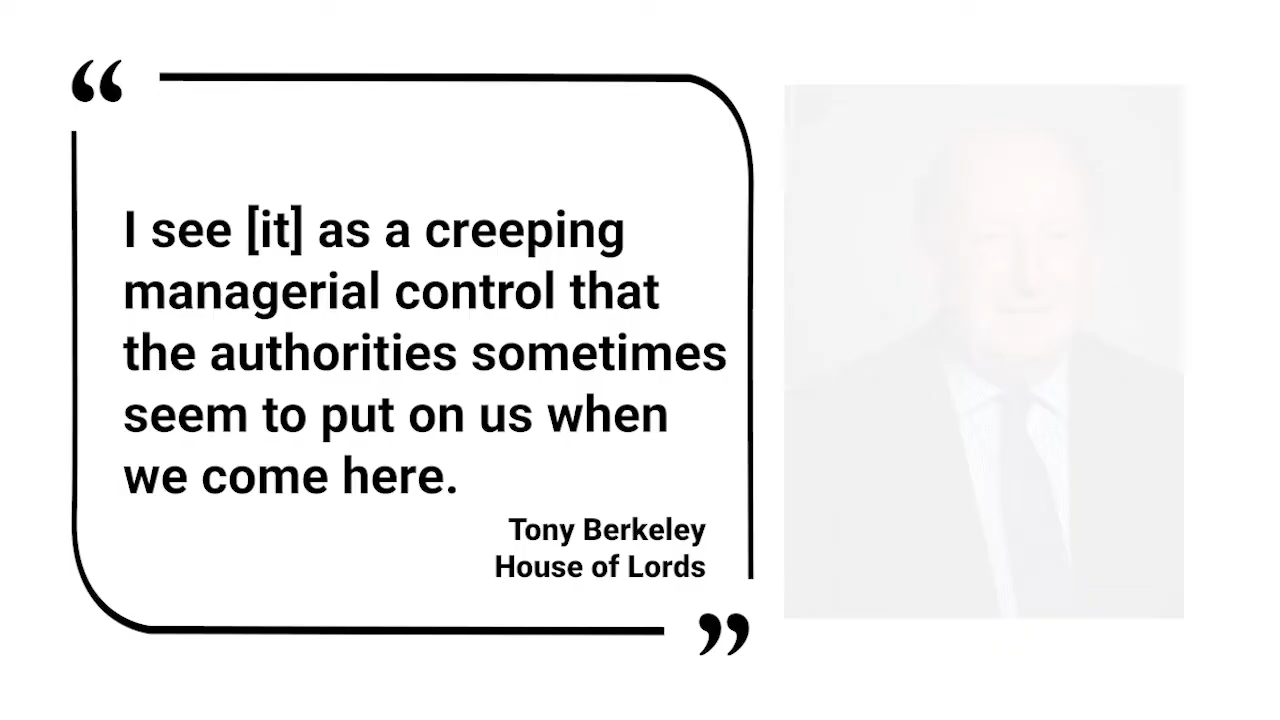 “
I see [it] as a creeping
managerial control that
the authorities sometimes
seem to put on us when
we come here.
Tony Berkeley
House of Lords
”